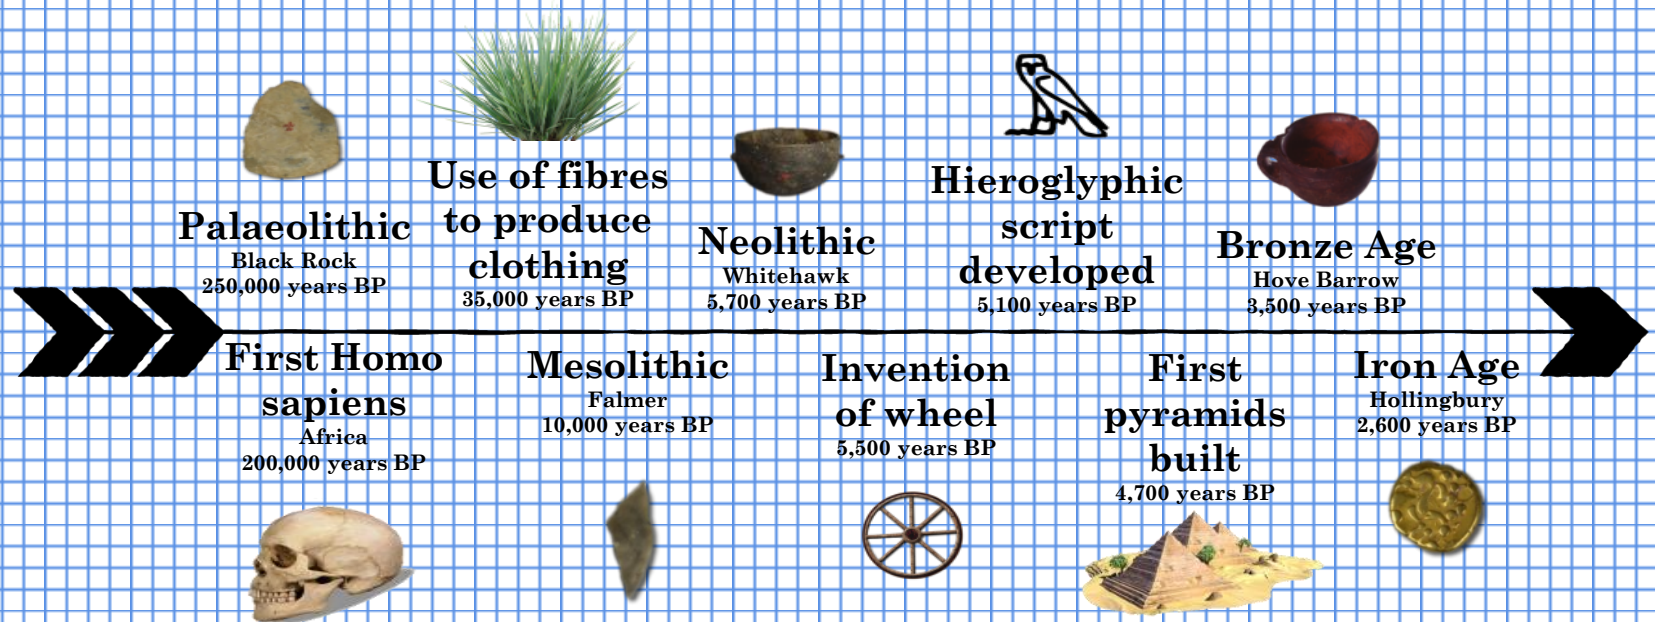 Palaeolithic
Black Rock
250,000 years BP
First Homo
sapiens
Africa
200,000 years BP
Use of fibres
to produce
clothing
35,000 years BP
Mesolithic
Falmer
10,000 years BP
Neolithic
Whitehawk
5,700 years BP
Invention
of wheel
5,500 years BP
Hieroglyphic
script
developed
5,100 years BP
First
pyramids
built
4,700 years BP
Bronze Age
Hove Barrow
3,500 years BP
Iron Age
Hollingbury
2,600 years BP